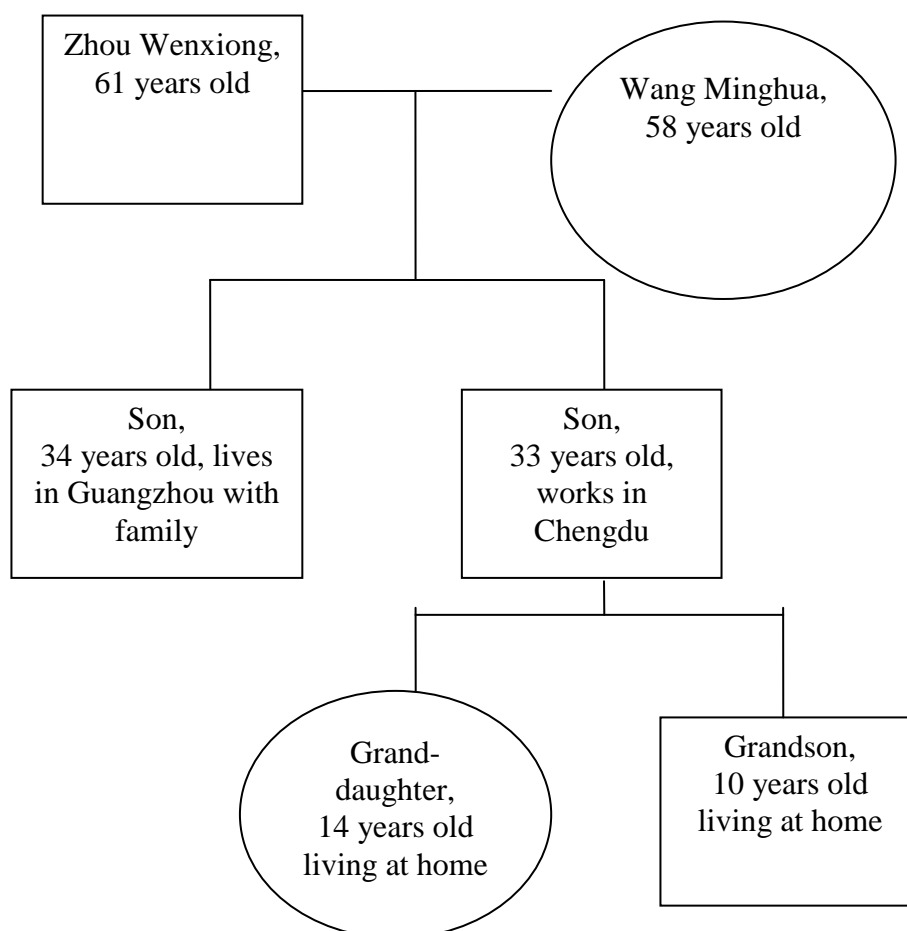 Zhou Wenxiong,
61 years old
Wang Minghua,
58 years old
Son,
34 years old, lives
in Guangzhou with
family
Son,
33 years old,
works in
Chengdu
Grand-
daughter,
14 years old
living at home
Grandson,
10 years old
living at home